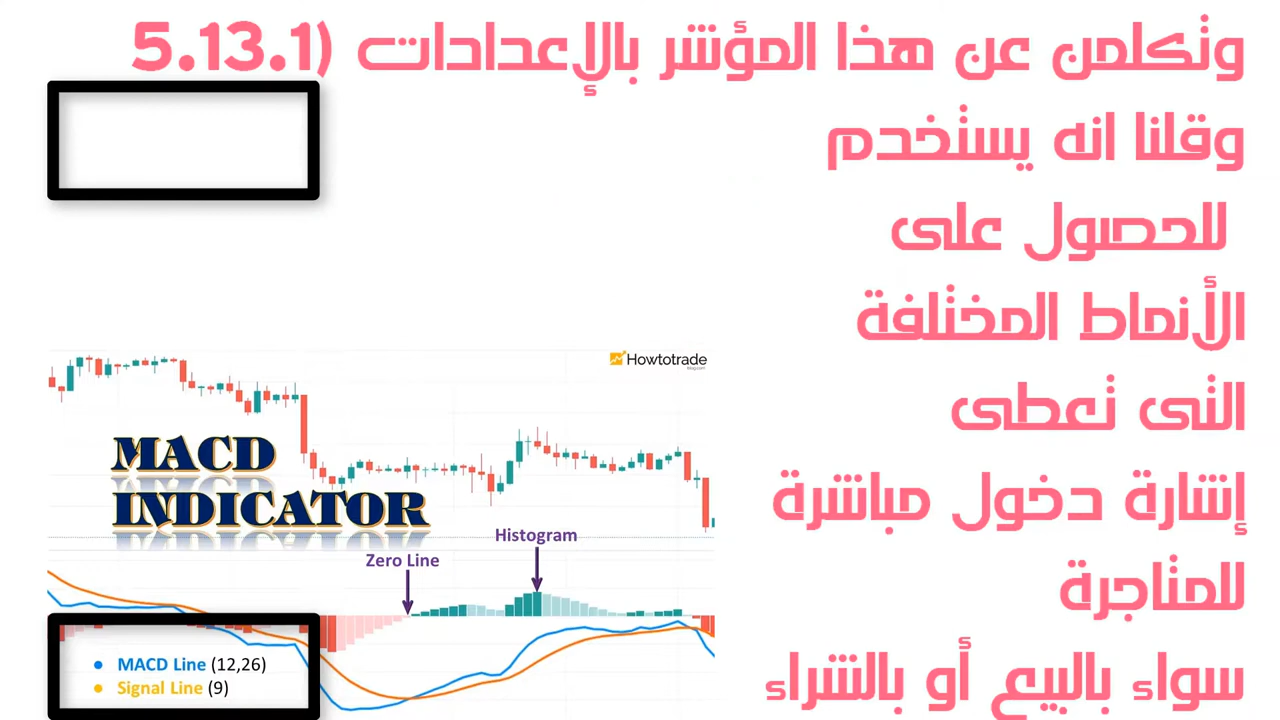 وتكلمن عن هذا المؤشر بالإعدادات (5.13.1
وقلنا انه يستخدم
للحصول على
الأنماط المختلفة
التى تعطى
إشارة دخول مباشرة
للمتاجرة
سواء بالبيع أو بالشراء
Howtotrade
blog.com
MACD
INDICATOR
Histogram
Zero Line
MACD Line (12,26)
Signal Line (9)